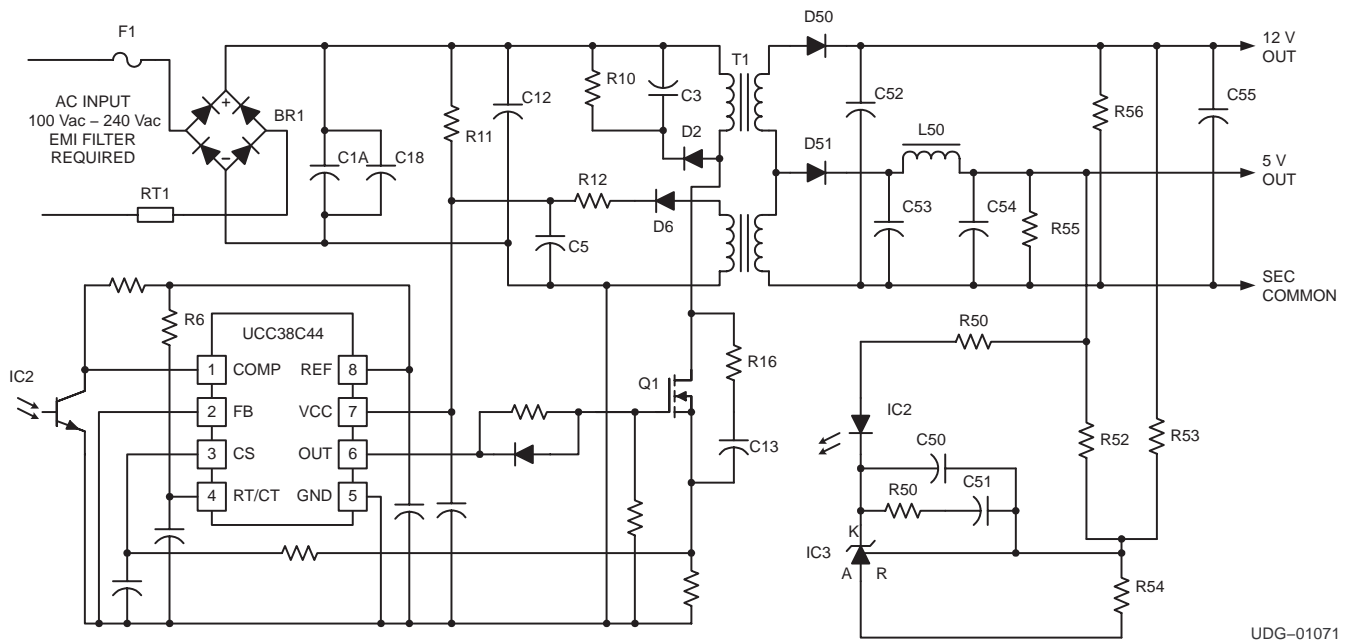 F1
D50
12 V
OUT
T1
AC INPUT
100 Vac – 240 Vac
EMI FILTER
REQUIRED
+
–
BR1
R10
C3
C12
C52
R56
C55
R11
D2
L50
C1A
C18
D51
5 V
OUT
RT1
R12
D6
C5
C53
C54
R55
SEC
COMMON
R6
UCC38C44
R50
IC2
1 COMP
REF 8
Q1
R16
2 FB
VCC 7
IC2
3 CS
OUT 6
C13
C50
R52
R53
4 RT/CT
GND 5
R50
C51
K
IC3
A
R
R54
UDG–01071